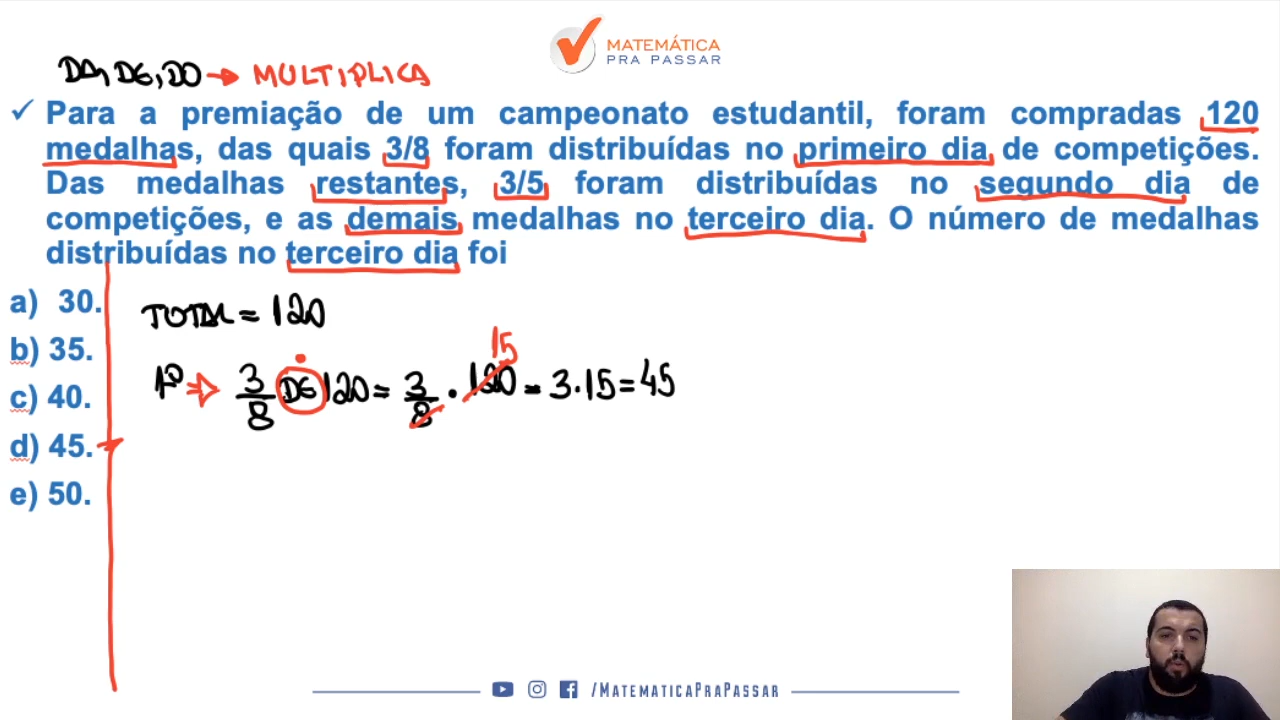 MATEMÁTICA
PRA PASSAR
DA, DE, DO → MULTIPLICA
✓ Para a premiação de um campeonato estudantil, foram compradas 120
medalhas, das quais 3/8 foram distribuídas no primeiro dia de competições.
Das medalhas restantes, 3/5 foram distribuídas no segundo dia de
competições, e as demais medalhas no terceiro dia. O número de medalhas
distribuídas no terceiro dia foi
a) 30.
b) 35.
c) 40.
d) 45.
e) 50.
TOTAL = 120
15
1º ⇒ 3/8 DE 120 = 3/8 · 120 = 3.15 = 45
/MATEMATICAPRAPASSAR